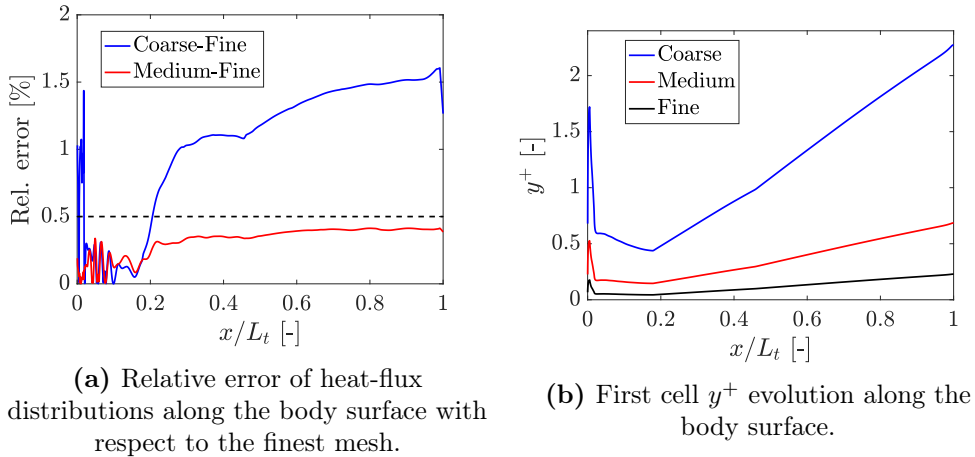 2
1.5
1
0.5
0
Rel. error [%]
Coarse-Fine
Medium-Fine
0 0.2 0.4 0.6 0.8 1
x/L_t [-]
(a) Relative error of heat-flux
distributions along the body surface with
respect to the finest mesh.
2
1.5
1
0.5
0
y^+ [-]
Coarse
Medium
Fine
0 0.2 0.4 0.6 0.8 1
x/L_t [-]
(b) First cell y^+ evolution along the
body surface.